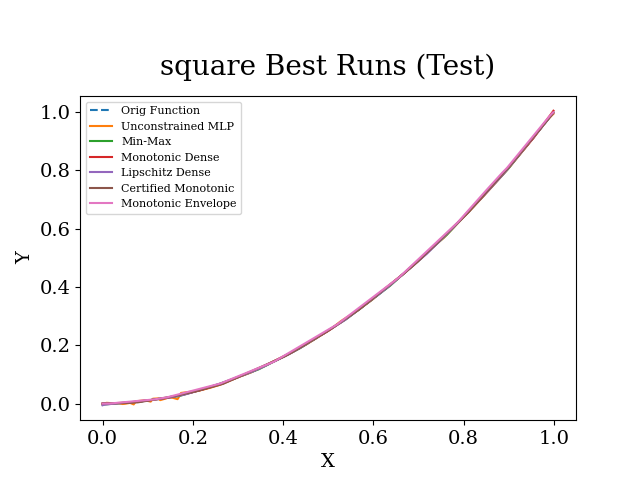 square Best Runs (Test)
Orig Function
Unconstrained MLP
Min-Max
Monotonic Dense
Lipschitz Dense
Certified Monotonic
Monotonic Envelope
1.0
0.8
0.6
0.4
0.2
0.0
Y
0.0 0.2 0.4 0.6 0.8 1.0
X